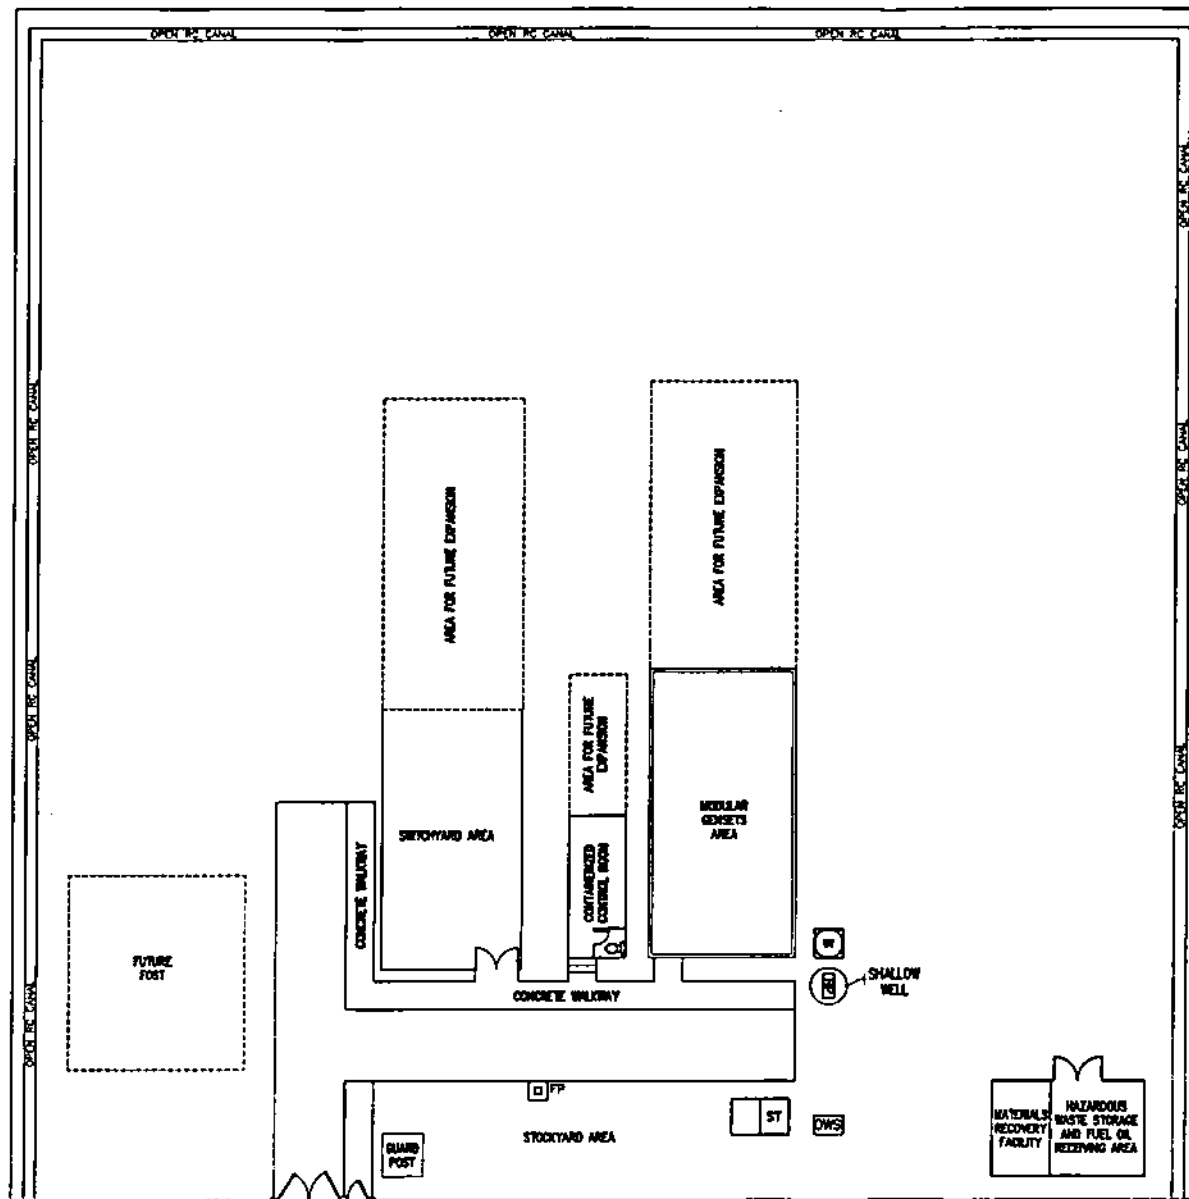 OPEN RC CANAL
OPEN RC CANAL
OPEN RC CANAL
OPEN RC CANAL
OPEN RC CANAL
OPEN RC CANAL
OPEN RC CANAL
OPEN RC CANAL
OPEN RC CANAL
OPEN RC CANAL
AREA FOR FUTURE EXPANSION
AREA FOR FUTURE EXPANSION
AREA FOR FUTURE
EXPANSION
SWITCHYARD AREA
MODULAR
GENSETS
AREA
CONCRETE WALKWAY
CONTAINERIZED
CONTROL ROOM
FUTURE
FOST
WT
SHALLOW
WELL
CONCRETE WALKWAY
FP
STOCKYARD AREA
ST
OWS
GUARD
POST
MATERIALS
RECOVERY
FACILITY
HAZARDOUS
WASTE STORAGE
AND FUEL OIL
RECEIVING AREA